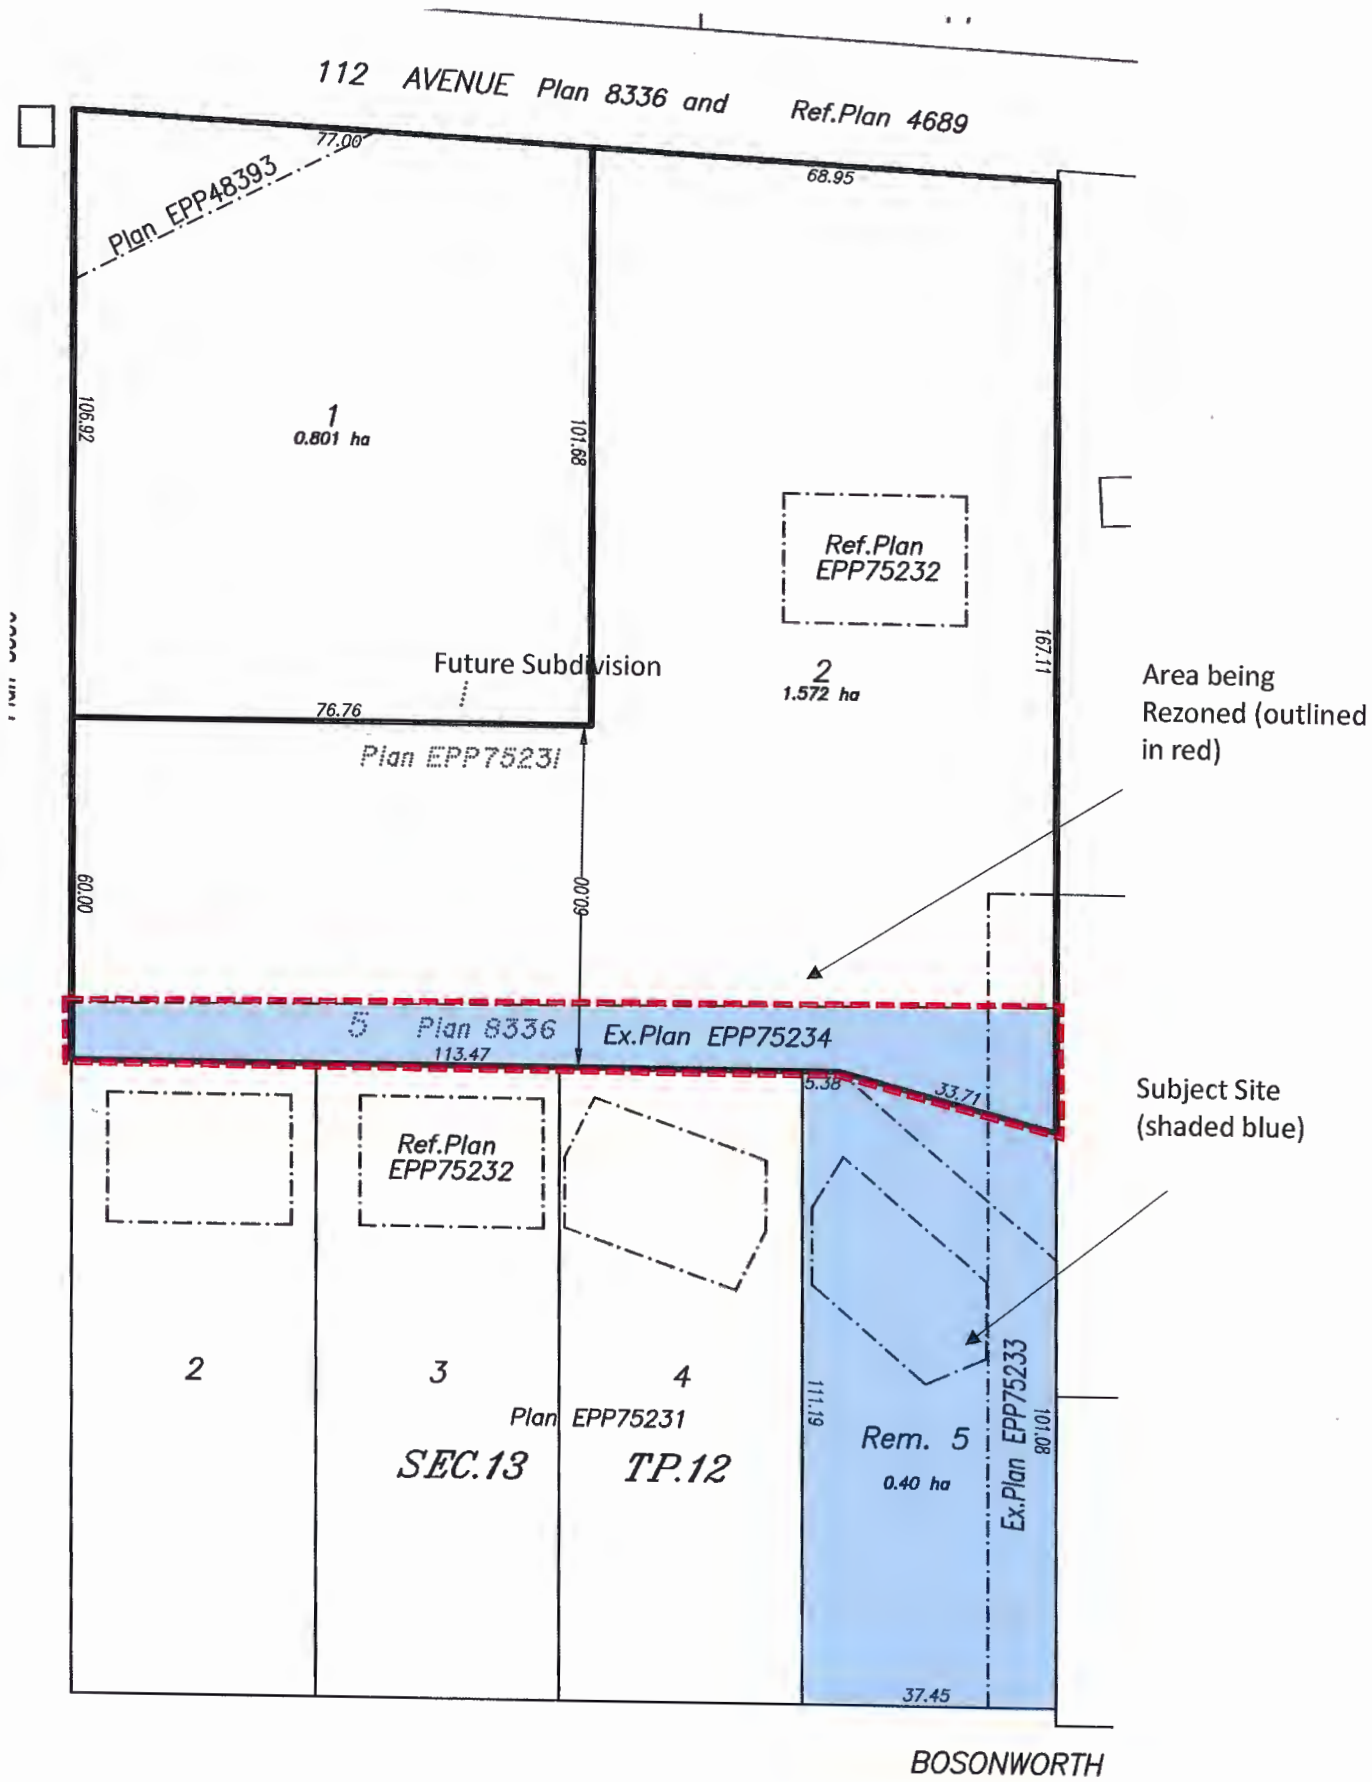 112 AVENUE Plan 8336 and Ref.Plan 4689
77.00
68.95
Plan EPP48393
106.92
1
0.801 ha
101.68
Ref.Plan
EPP75232
167.11
2
1.572 ha
Future Subdivision
76.76
Plan EPP75231
Area being
Rezoned (outlined
in red)
60.00
60.00
5 Plan 8336 Ex.Plan EPP75234
113.47
5.38
33.71
Subject Site
(shaded blue)
Ref.Plan
EPP75232
2
3
4
Plan EPP75231
SEC.13 TP.12
111.19
Rem. 5
0.40 ha
Ex.Plan EPP75233
101.08
37.45
BOSONWORTH